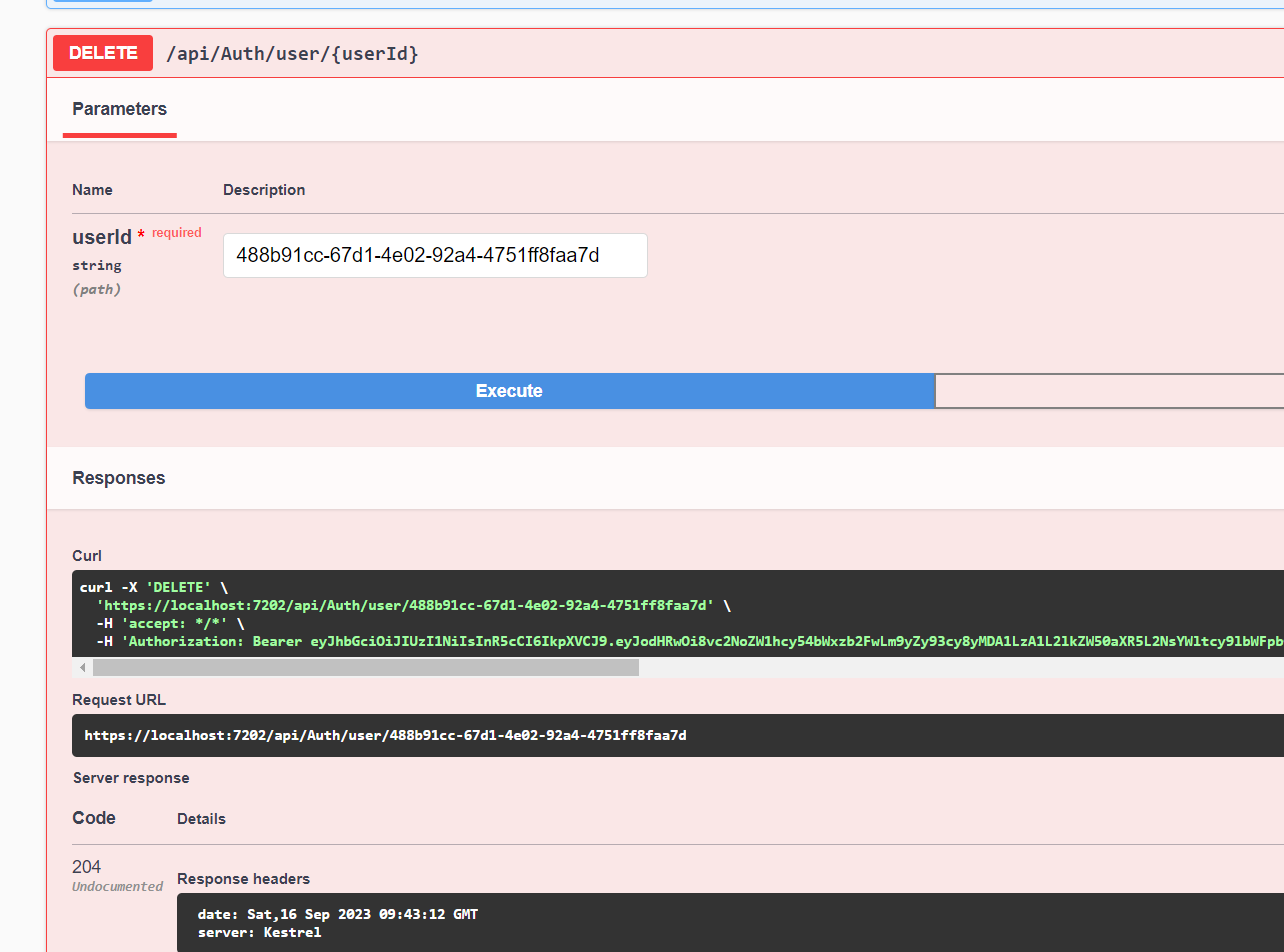 DELETE /api/Auth/user/{userId}
Parameters
Name Description
userId * required
488b91cc-67d1-4e02-92a4-4751ff8faa7d
string
(path)
Execute
Responses
Curl
curl -X 'DELETE' \
'https://localhost:7202/api/Auth/user/488b91cc-67d1-4e02-92a4-4751ff8faa7d' \
-H 'accept: */*' \
-H 'Authorization: Bearer eyJhbGciOiJIUzI1NiIsInR5cCI6IkpXVCJ9.eyJodHRwOi8vc2NoZW1hcy54bWxzb2FwLm9yZy93cy8yMDA1LzA1L2lkZW50aXR5L2NsYWltcy9lbWFpb
Request URL
https://localhost:7202/api/Auth/user/488b91cc-67d1-4e02-92a4-4751ff8faa7d
Server response
Code Details
204
Undocumented
Response headers
date: Sat,16 Sep 2023 09:43:12 GMT
server: Kestrel